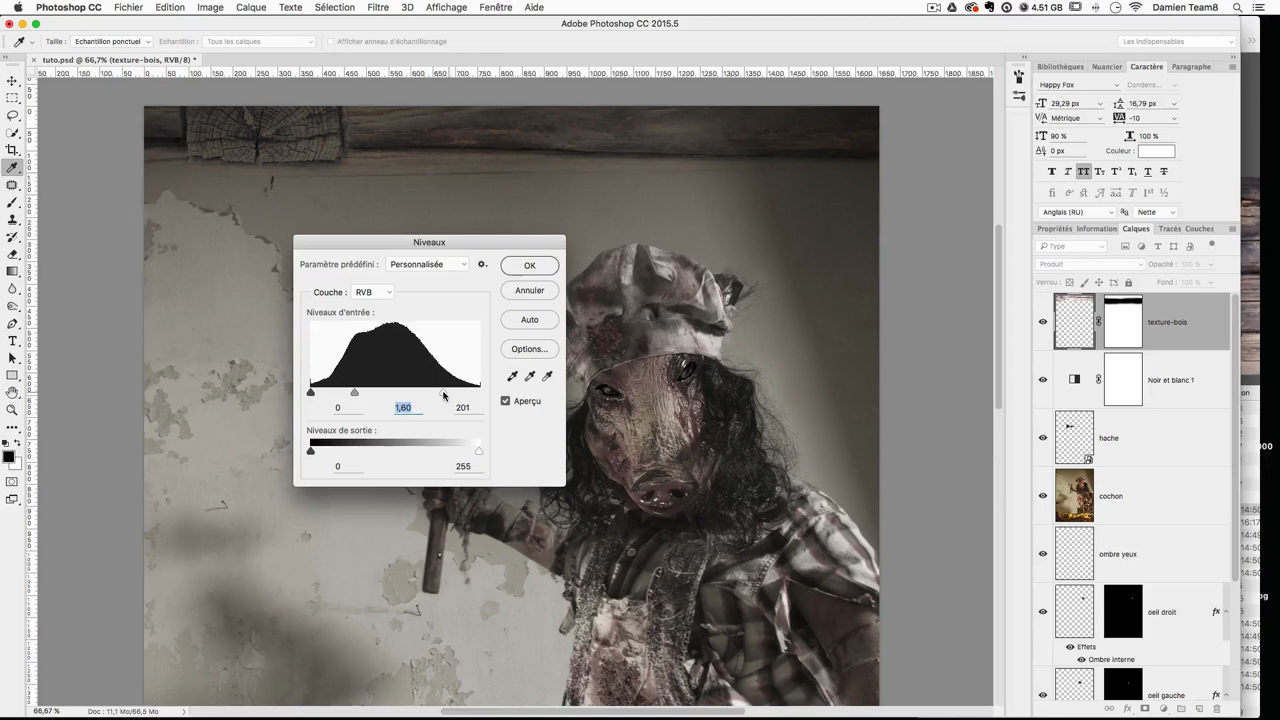 Photoshop CC Fichier Edition Image Calque Texte Sélection Filtre 3D Affichage Fenêtre Aide 4.51 GB Damien Team8
Adobe Photoshop CC 2015.5
Taille : Echantillon ponctuel Echantillon : Tous les calques Afficher anneau d'échantillonnage Les indispensables
tuto.psd @ 66,7% (texture-bois, RVB/8) *
Bibliothèques Nuancier Caractère Paragraphe
Happy Fox Condens...
29,29 px 16,79 px
Métrique -10
90 % 100 %
0 px Couleur :
Anglais (RU) Nette
Propriétés Information Calques Tracés Couches
Type
Produit Opacité : 100 %
Verrou : Fond : 100 %
texture-bois
Noir et blanc 1
hache
cochon
ombre yeux
oeil droit fx
Effets
Ombre interne
oeil gauche fx
Niveaux
Paramètre prédéfini : Personnalisée
OK
Couche : RVB
Annuler
Niveaux d'entrée :
Auto
Options...
Aperçu
0 1,60 201
Niveaux de sortie :
0 255
66,67 % Doc : 11,1 Mo/66,5 Mo